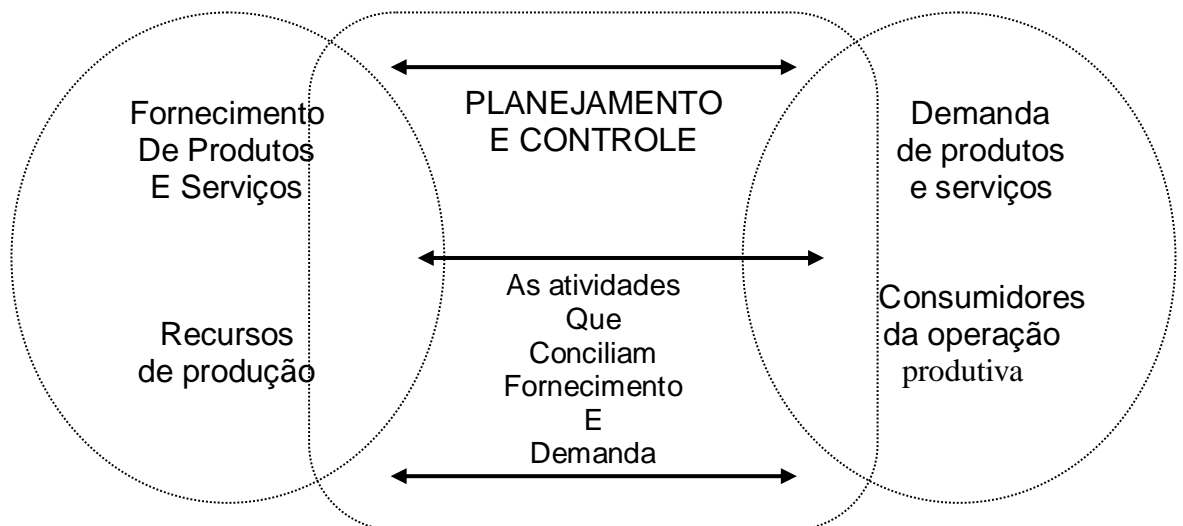 Fornecimento
De Produtos
E Serviços
Recursos
de produção
PLANEJAMENTO
E CONTROLE
As atividades
Que
Conciliam
Fornecimento
E
Demanda
Demanda
de produtos
e serviços
Consumidores
da operação
produtiva